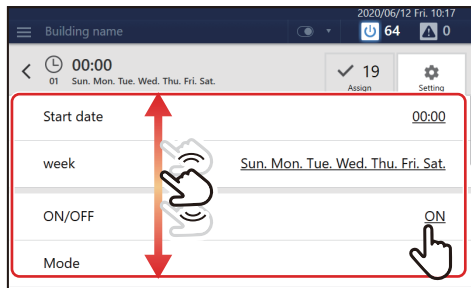 2020/06/12 Fri. 10:17
Building name 64 0
00:00
01 Sun. Mon. Tue. Wed. Thu. Fri. Sat.
19
Assign
Setting
Start date 00:00
week Sun. Mon. Tue. Wed. Thu. Fri. Sat.
ON/OFF ON
Mode